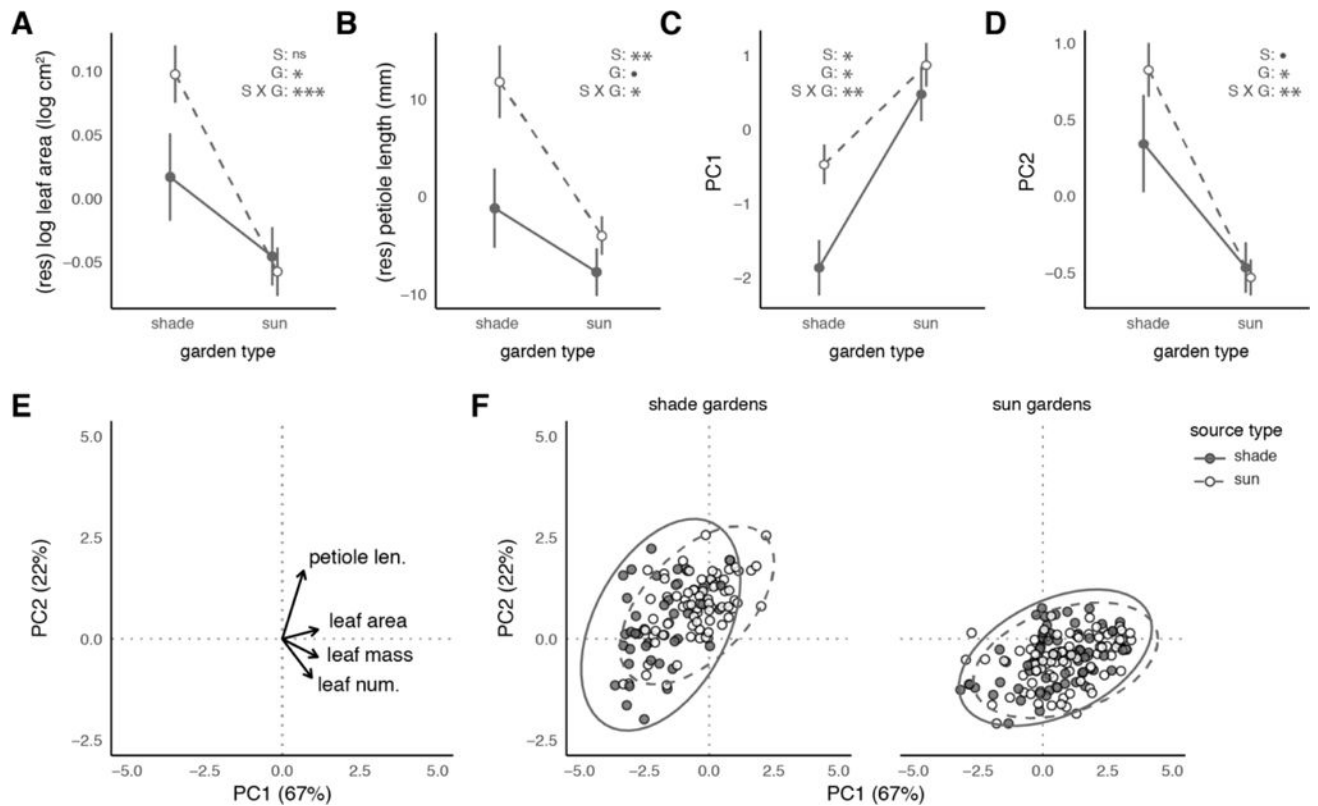 A
(res) log leaf area (log cm²)
0.10
0.05
0.00
−0.05
S: ns
G: *
S X G: ***
shade
sun
garden type
B
(res) petiole length (mm)
10
0
−10
S: **
G: •
S X G: *
shade
sun
garden type
C
PC1
1
0
−1
−2
S: *
G: *
S X G: **
shade
sun
garden type
D
PC2
1.0
0.5
0.0
−0.5
S: •
G: *
S X G: **
shade
sun
garden type
E
PC2 (22%)
5.0
2.5
0.0
−2.5
petiole len.
leaf area
leaf mass
leaf num.
−5.0
−2.5
0.0
2.5
5.0
PC1 (67%)
F
shade gardens
sun gardens
PC2 (22%)
5.0
2.5
0.0
−2.5
−5.0
−2.5
0.0
2.5
5.0
−5.0
−2.5
0.0
2.5
5.0
PC1 (67%)
source type
shade
sun